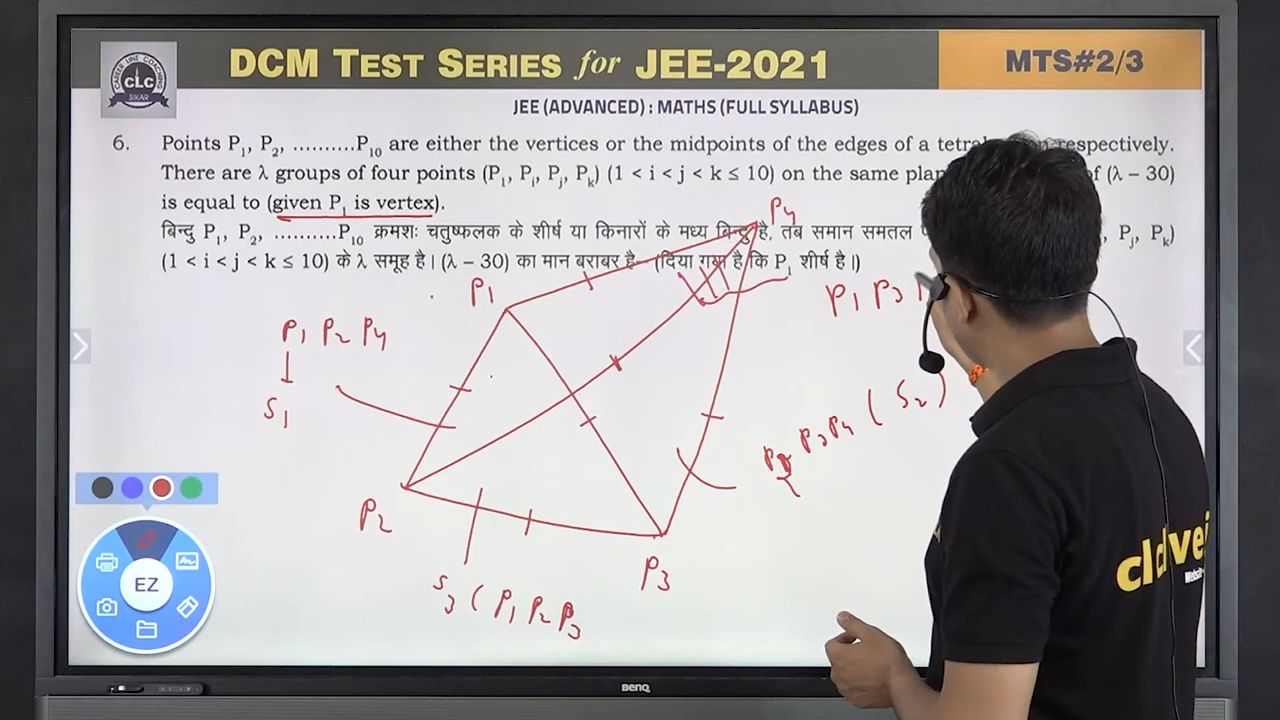 DCM TEST SERIES for JEE-2021
MTS#2/3
CAREER LINE COACHING
CLC
SIKAR
JEE (ADVANCED) : MATHS (FULL SYLLABUS)
6. Points P₁, P₂, ..........P₁₀ are either the vertices or the midpoints of the edges of a respectively.
There are λ groups of four points (P₁, Pᵢ, Pⱼ, Pₖ) (1 < i < j < k ≤ 10) on the same of (λ – 30)
is equal to (given P₁ is vertex).
बिन्दु P₁, P₂, ..........P₁₀ क्रमशः चतुष्फलक के शीर्ष या किनारों के मध्य बिन्दु है, तब समान समतल Pⱼ, Pₖ)
(1 < i < j < k ≤ 10) के λ समूह है। (λ – 30) का मान बराबर है- (दिया गया है कि P₁ शीर्ष है।)
P4
P1
P1 P3
P1 P2 P4
S1
P3 P4 (S2)
P2
P3
S3 (P1 P2 P3
EZ
BenQ